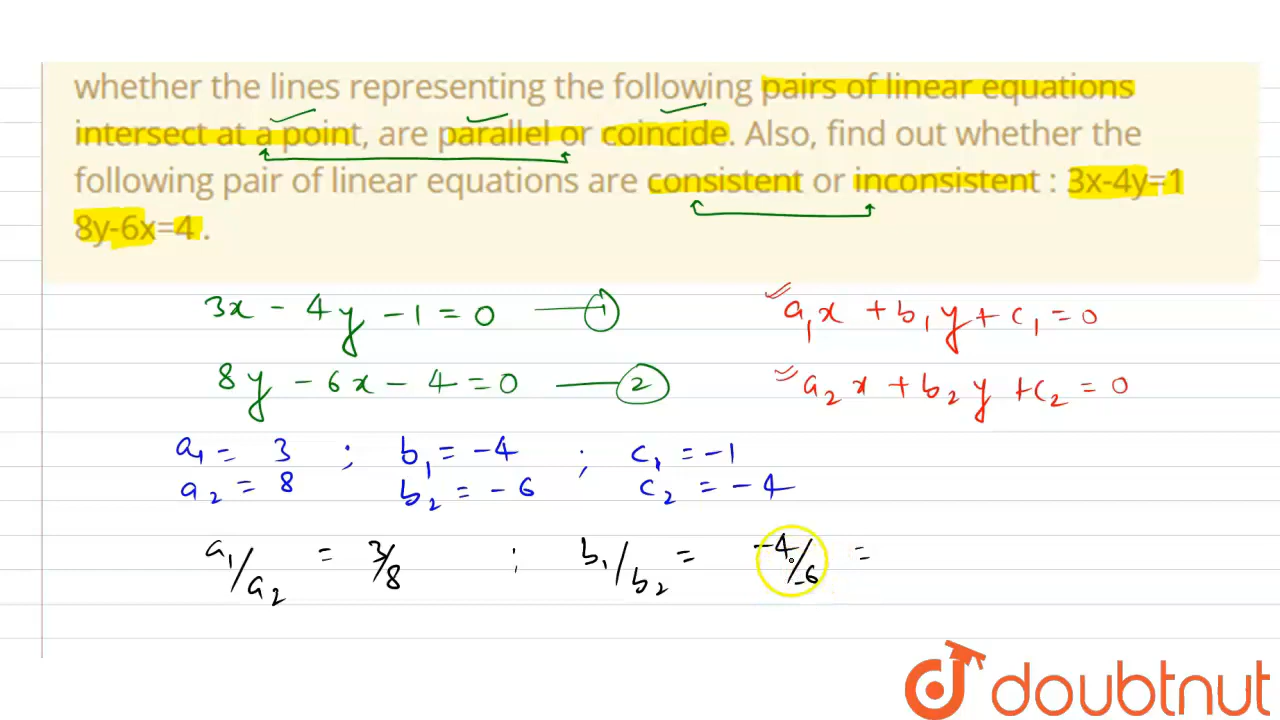 whether the lines representing the following pairs of linear equations
intersect at a point, are parallel or coincide. Also, find out whether the
following pair of linear equations are consistent or inconsistent : 3x-4y=1
8y-6x=4 .
3x - 4y - 1 = 0 — 1
a₁x + b₁y + c₁ = 0
8y - 6x - 4 = 0 — 2
a₂x + b₂y + c₂ = 0
a₁ = 3 ; b₁ = -4 ; c₁ = -1
a₂ = 8 b₂ = -6 c₂ = -4
a₁/a₂ = 3/8 ; b₁/b₂ = -4/-6 =
doubtnut